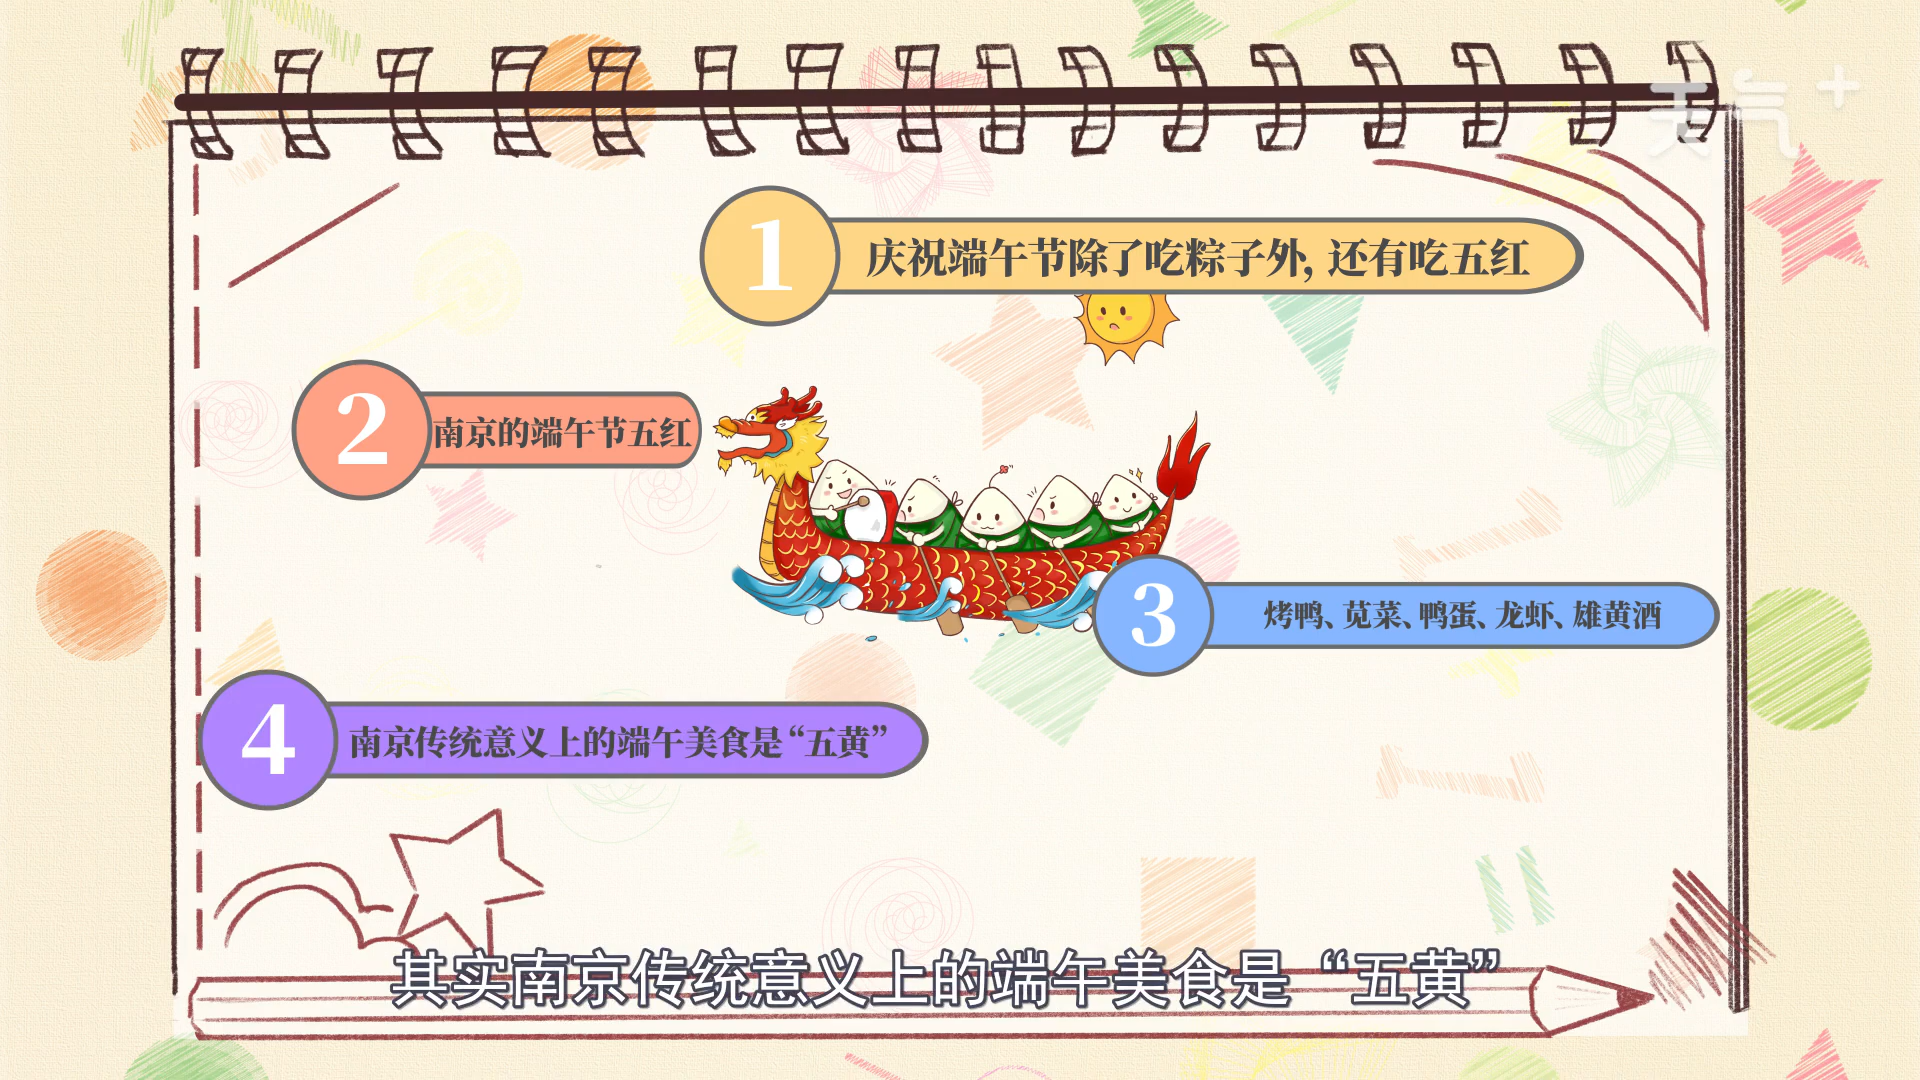 天气+
1 庆祝端午节除了吃粽子外, 还有吃五红
2 南京的端午节五红
3 烤鸭、苋菜、鸭蛋、龙虾、雄黄酒
4 南京传统意义上的端午美食是“五黄”
其实南京传统意义上的端午美食是“五黄”